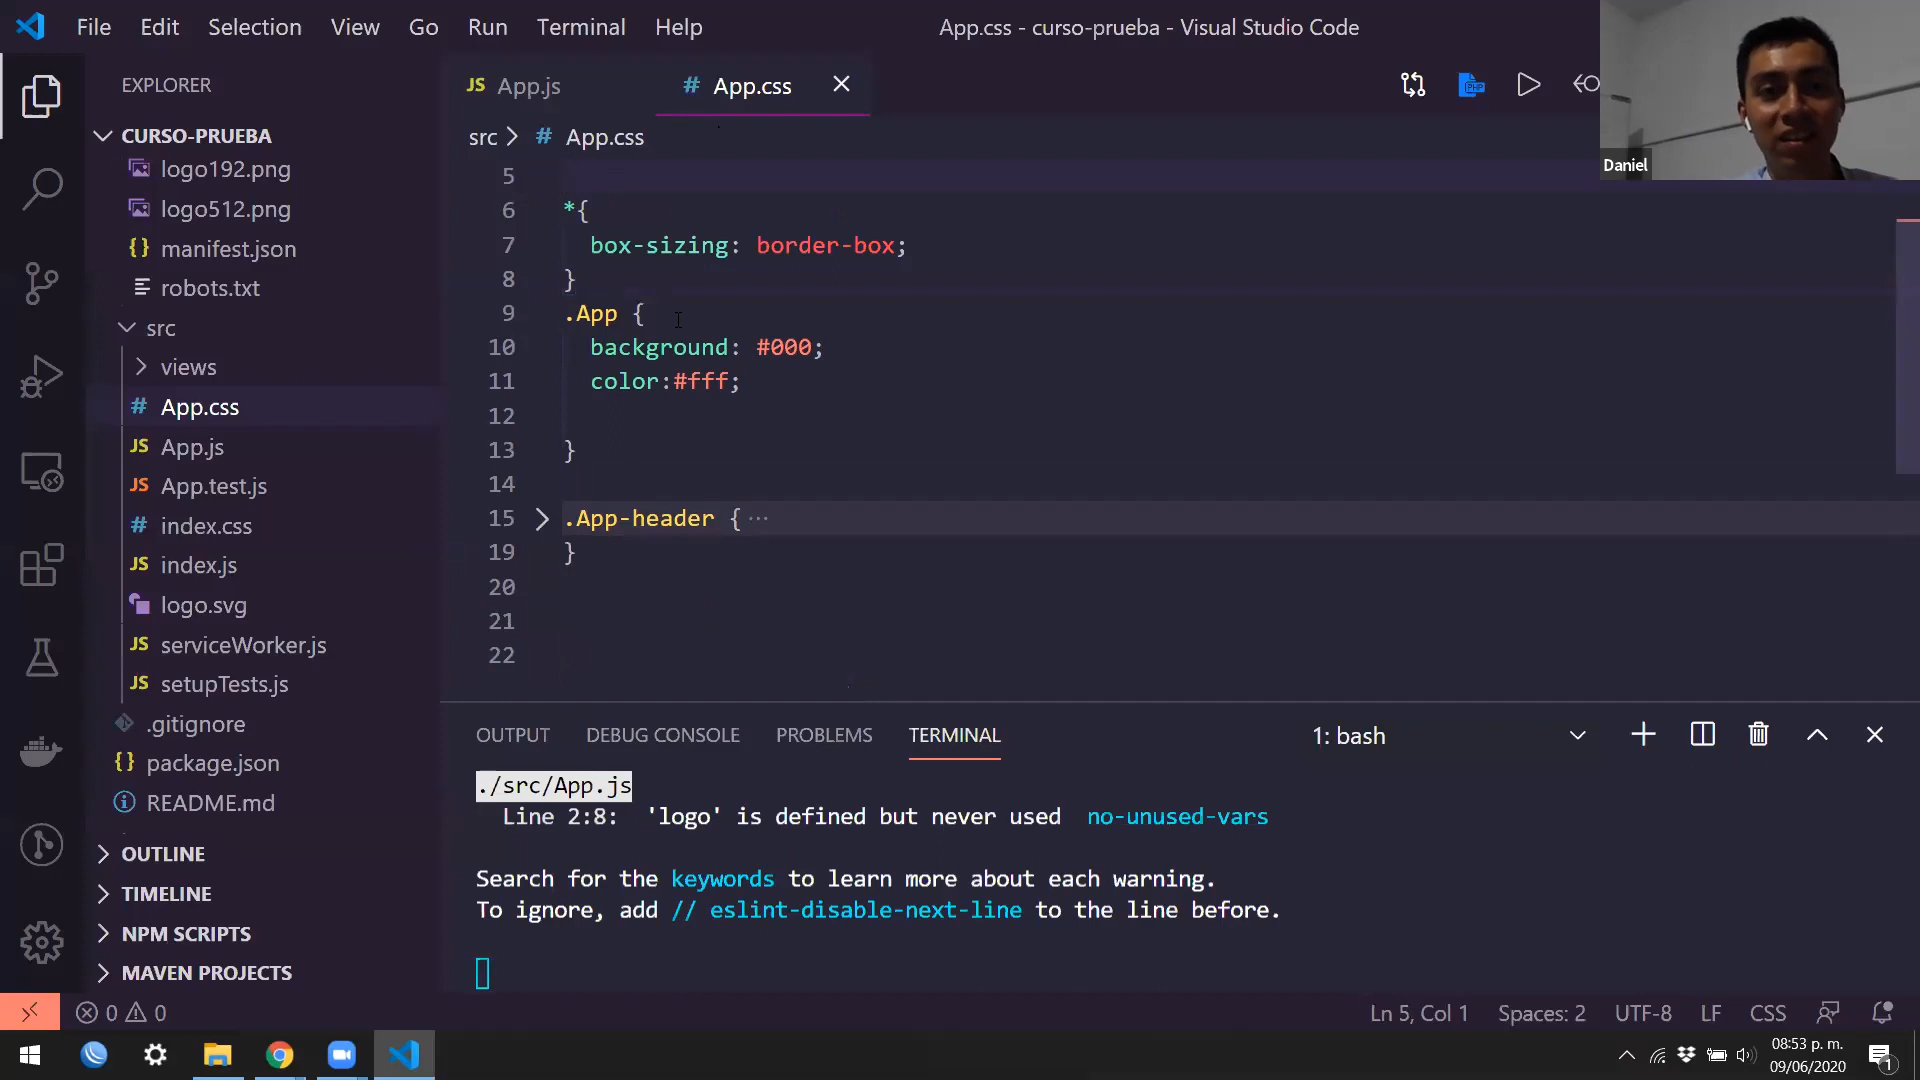 File Edit Selection View Go Run Terminal Help
App.css - curso-prueba - Visual Studio Code
Daniel
EXPLORER
CURSO-PRUEBA
logo192.png
logo512.png
{} manifest.json
robots.txt
src
views
# App.css
JS App.js
JS App.test.js
# index.css
JS index.js
logo.svg
JS serviceWorker.js
JS setupTests.js
.gitignore
{} package.json
README.md
OUTLINE
TIMELINE
NPM SCRIPTS
MAVEN PROJECTS
JS App.js
# App.css
PHP
src > # App.css
5
6 *{
7 box-sizing: border-box;
8 }
9 .App {
10 background: #000;
11 color:#fff;
12
13 }
14
15 .App-header { ···
19 }
20
21
22
OUTPUT DEBUG CONSOLE PROBLEMS TERMINAL
1: bash
./src/App.js
Line 2:8: 'logo' is defined but never used no-unused-vars
Search for the keywords to learn more about each warning.
To ignore, add // eslint-disable-next-line to the line before.
0 0
Ln 5, Col 1 Spaces: 2 UTF-8 LF CSS
08:53 p. m.
09/06/2020
1